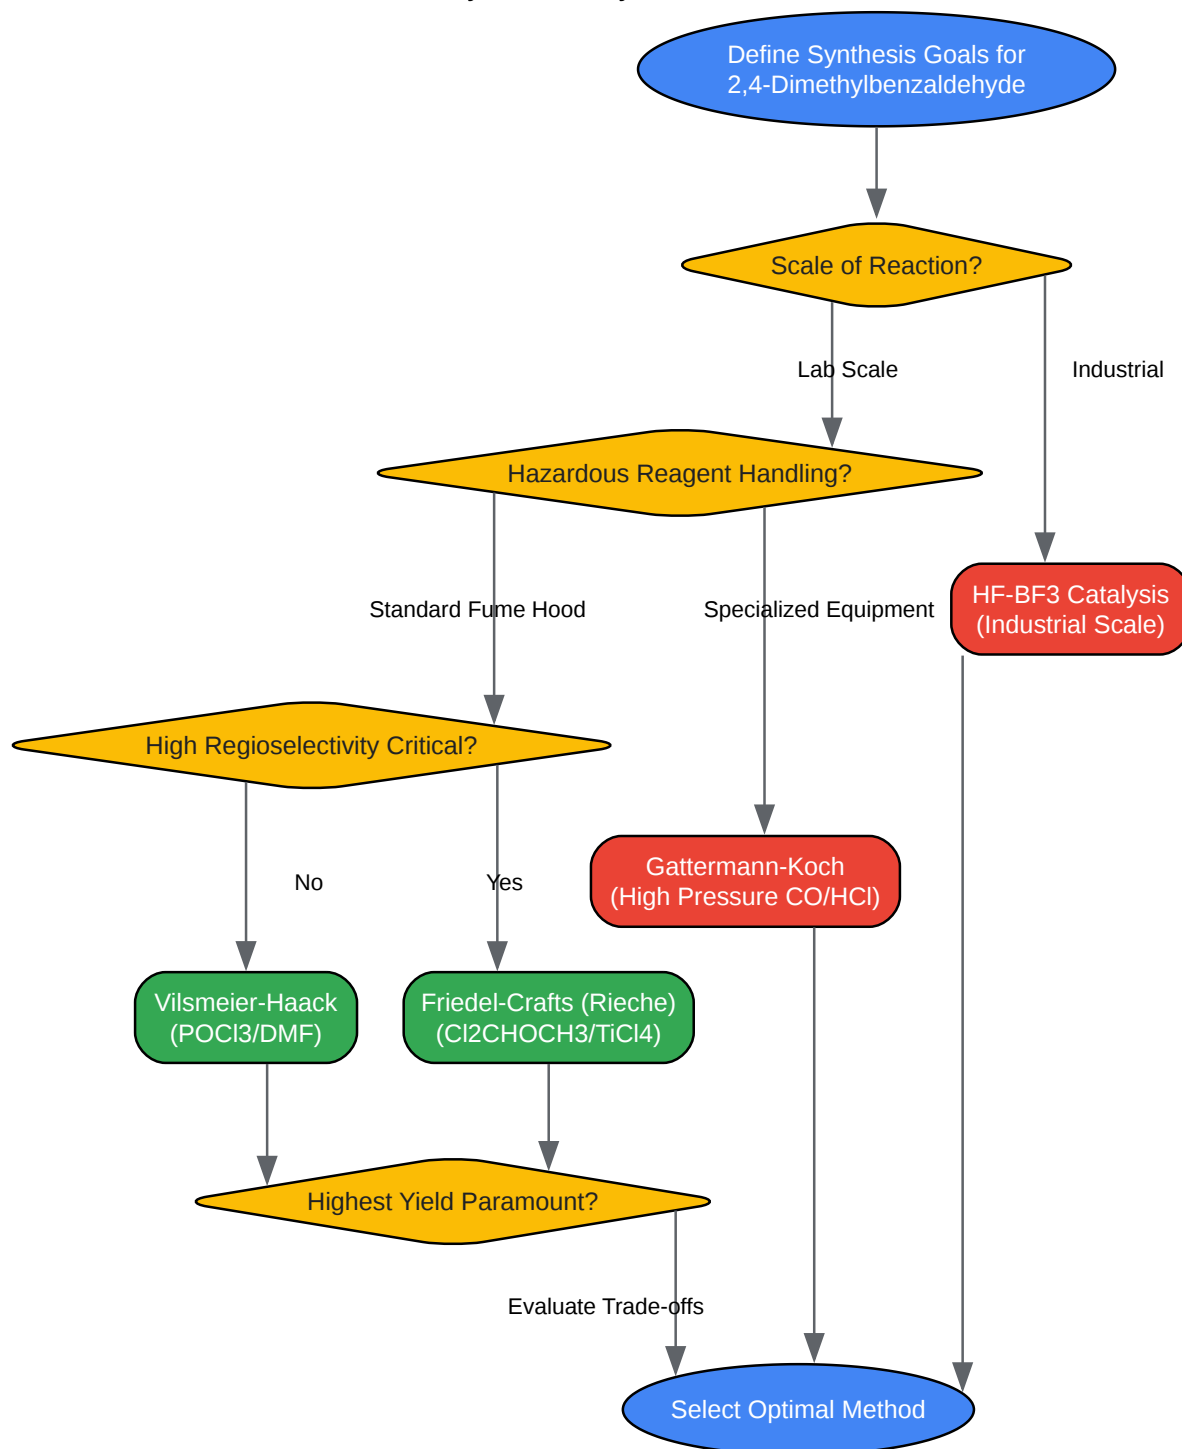 Define Synthesis Goals for
2,4-Dimethylbenzaldehyde
Scale of Reaction?
Lab Scale
Industrial
Hazardous Reagent Handling?
Standard Fume Hood
Specialized Equipment
HF-BF3 Catalysis
(Industrial Scale)
High Regioselectivity Critical?
No
Yes
Gattermann-Koch
(High Pressure CO/HCl)
Vilsmeier-Haack
(POCl3/DMF)
Friedel-Crafts (Rieche)
(Cl2CHOCH3/TiCl4)
Highest Yield Paramount?
Evaluate Trade-offs
Select Optimal Method